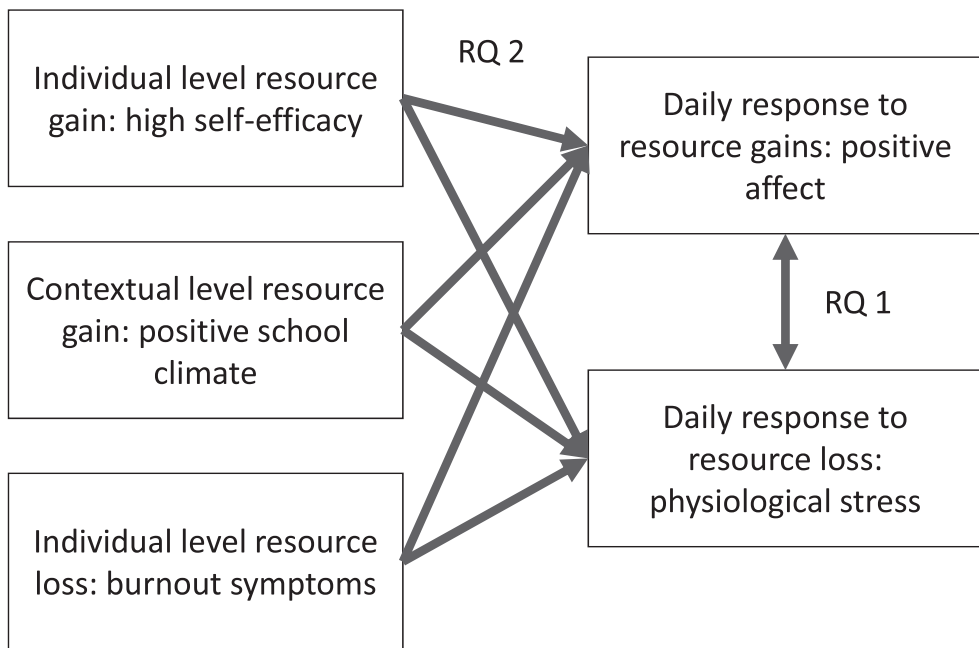 Individual level resource
gain: high self-efficacy
Contextual level resource
gain: positive school
climate
Individual level resource
loss: burnout symptoms
RQ 2
Daily response to
resource gains: positive
affect
RQ 1
Daily response to
resource loss:
physiological stress